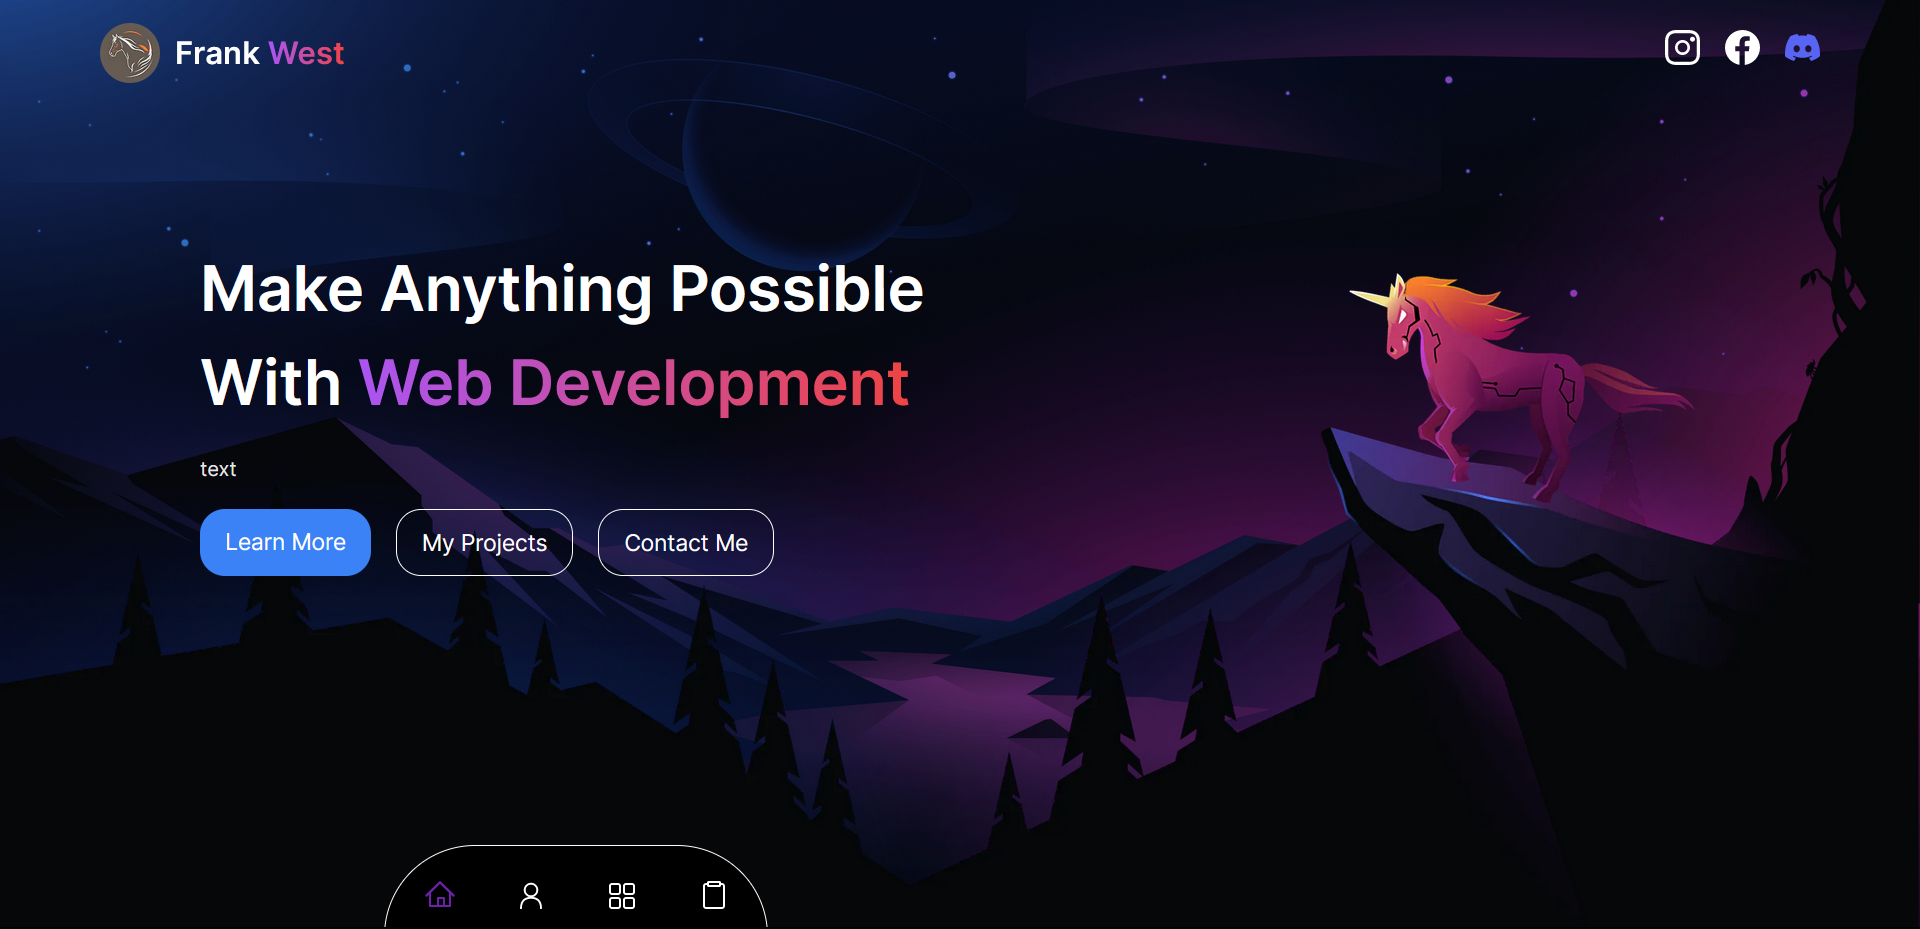 Frank West
Make Anything Possible
With Web Development
text
Learn More
My Projects
Contact Me